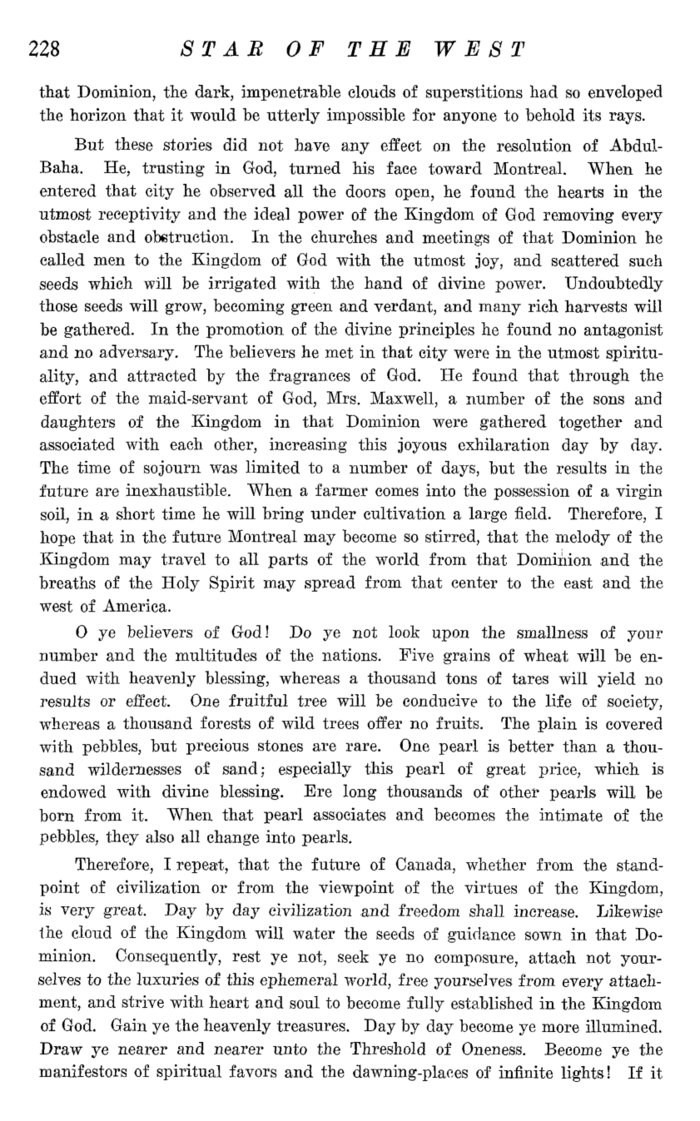 228 STAR OF THE WEST
that Dominion, the dark, impenetrable clouds of superstitions had so enveloped
the horizon that it would be utterly impossible for anyone to behold its rays.
But these stories did not have any effect on the resolution of Abdul-
Baha. He, trusting in God, turned his face toward Montreal. When he
entered that city he observed all the doors open, he found the hearts in the
utmost receptivity and the ideal power of the Kingdom of God removing every
obstacle and obstruction. In the churches and meetings of that Dominion he
called men to the Kingdom of God with the utmost joy, and scattered such
seeds which will be irrigated with the hand of divine power. Undoubtedly
those seeds will grow, becoming green and verdant, and many rich harvests will
be gathered. In the promotion of the divine principles he found no antagonist
and no adversary. The believers he met in that city were in the utmost spiritu-
ality, and attracted by the fragrances of God. He found that through the
effort of the maid-servant of God, Mrs. Maxwell, a number of the sons and
daughters of the Kingdom in that Dominion were gathered together and
associated with each other, increasing this joyous exhilaration day by day.
The time of sojourn was limited to a number of days, but the results in the
future are inexhaustible. When a farmer comes into the possession of a virgin
soil, in a short time he will bring under cultivation a large field. Therefore, I
hope that in the future Montreal may become so stirred, that the melody of the
Kingdom may travel to all parts of the world from that Dominion and the
breaths of the Holy Spirit may spread from that center to the east and the
west of America.
O ye believers of God! Do ye not look upon the smallness of your
number and the multitudes of the nations. Five grains of wheat will be en-
dued with heavenly blessing, whereas a thousand tons of tares will yield no
results or effect. One fruitful tree will be conducive to the life of society,
whereas a thousand forests of wild trees offer no fruits. The plain is covered
with pebbles, but precious stones are rare. One pearl is better than a thou-
sand wildernesses of sand; especially this pearl of great price, which is
endowed with divine blessing. Ere long thousands of other pearls will be
born from it. When that pearl associates and becomes the intimate of the
pebbles, they also all change into pearls.
Therefore, I repeat, that the future of Canada, whether from the stand-
point of civilization or from the viewpoint of the virtues of the Kingdom,
is very great. Day by day civilization and freedom shall increase. Likewise
the cloud of the Kingdom will water the seeds of guidance sown in that Do-
minion. Consequently, rest ye not, seek ye no composure, attach not your-
selves to the luxuries of this ephemeral world, free yourselves from every attach-
ment, and strive with heart and soul to become fully established in the Kingdom
of God. Gain ye the heavenly treasures. Day by day become ye more illumined.
Draw ye nearer and nearer unto the Threshold of Oneness. Become ye the
manifestors of spiritual favors and the dawning-places of infinite lights! If it